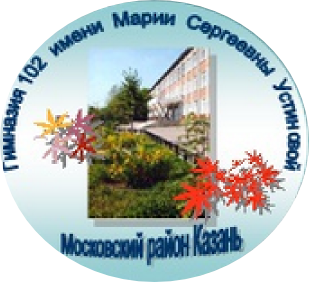 Гимназия 102 имени Марии Сергеевны Устиновой
Московский район Казань